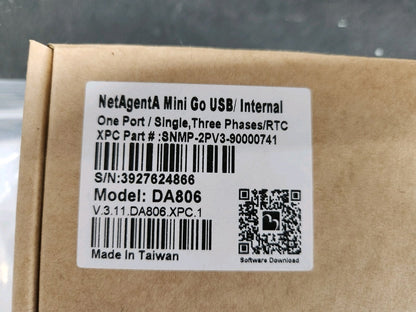 NetAgentA Mini Go USB/ Internal
One Port / Single,Three Phases/RTC
XPC Part # :SNMP-2PV3-90000741
S/N:3927624866
Model: DA806
V.3.11.DA806.XPC.1
Made In Taiwan
Software Download